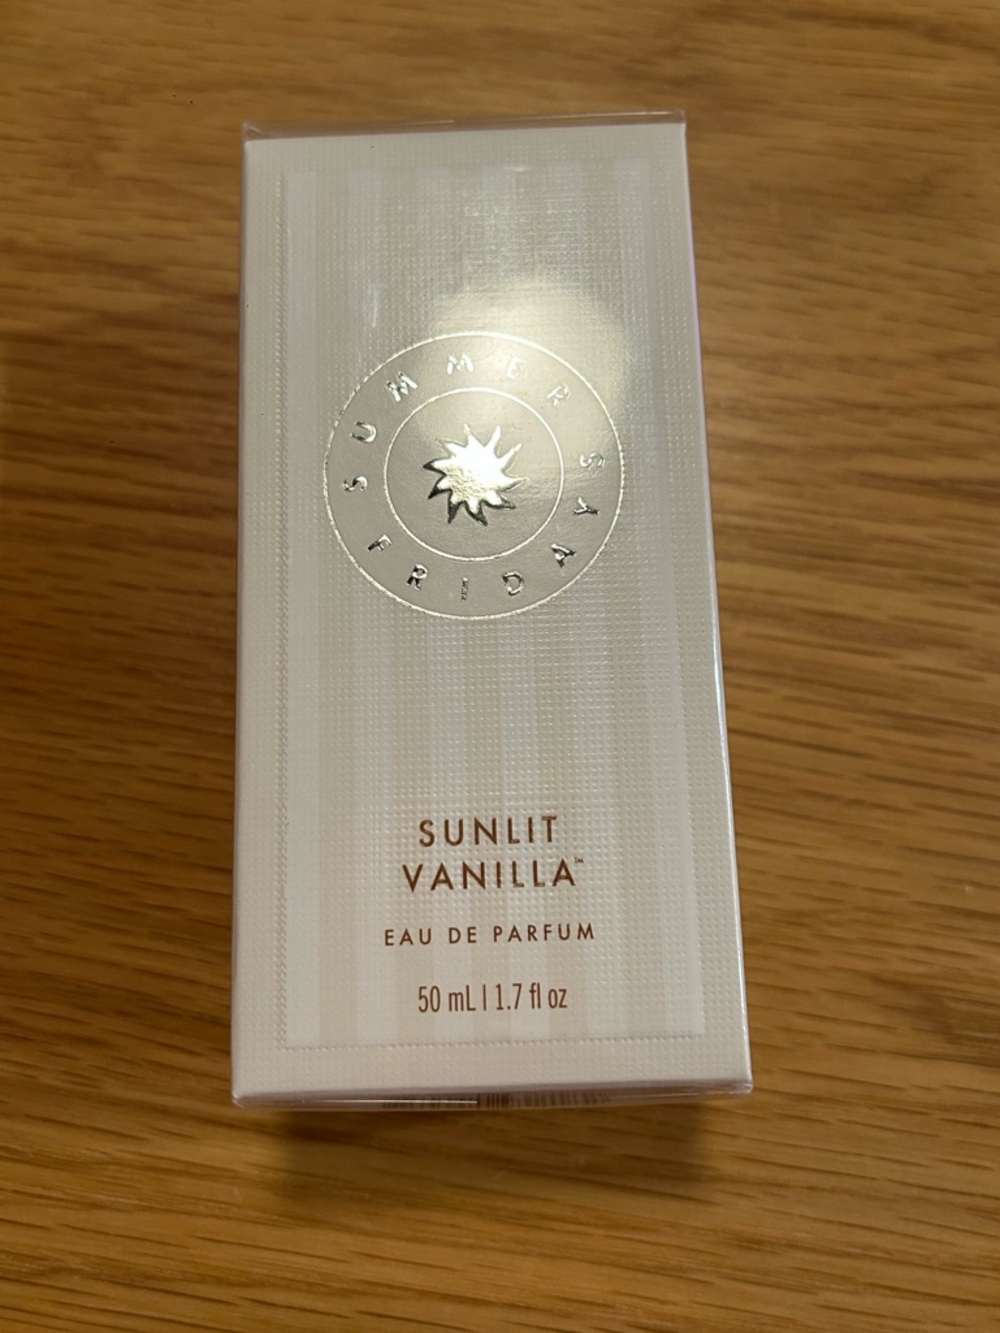 SUMMER
FRIDAYS
SUNLIT
VANILLA™
EAU DE PARFUM
50 mL | 1.7 fl oz